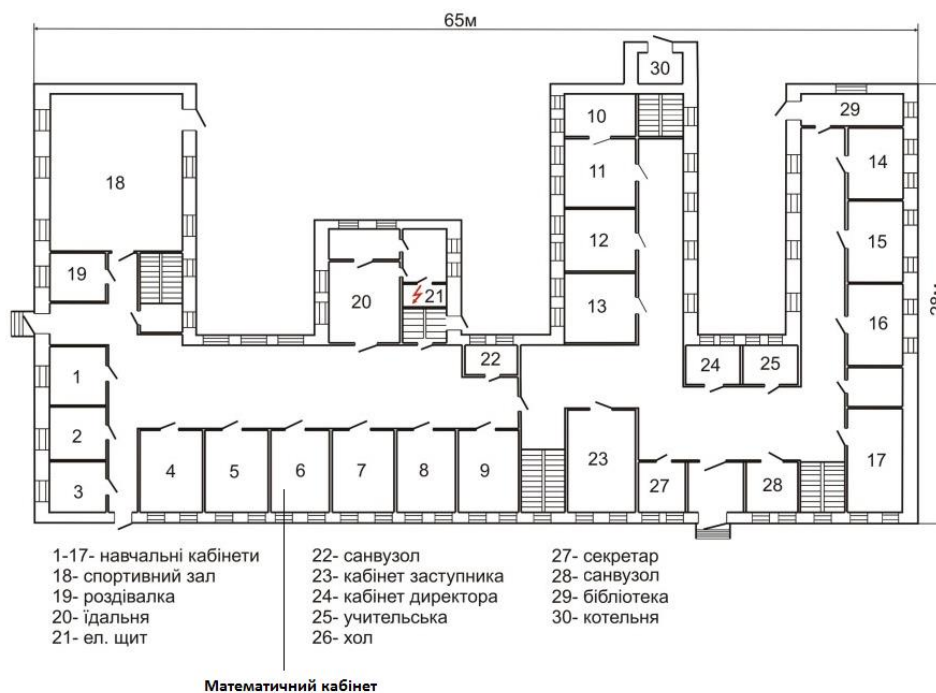 65м
30
10
29
11
14
18
12
15
19
20
21
13
16
28м
22
24
25
1
2
3
4
5
6
7
8
9
23
27
28
17
1-17- навчальні кабінети
18- спортивний зал
19- роздівалка
20- їдальня
21- ел. щит
22- санвузол
23- кабінет заступника
24- кабінет директора
25- учительська
26- хол
27- секретар
28- санвузол
29- бібліотека
30- котельня
Математичний кабінет